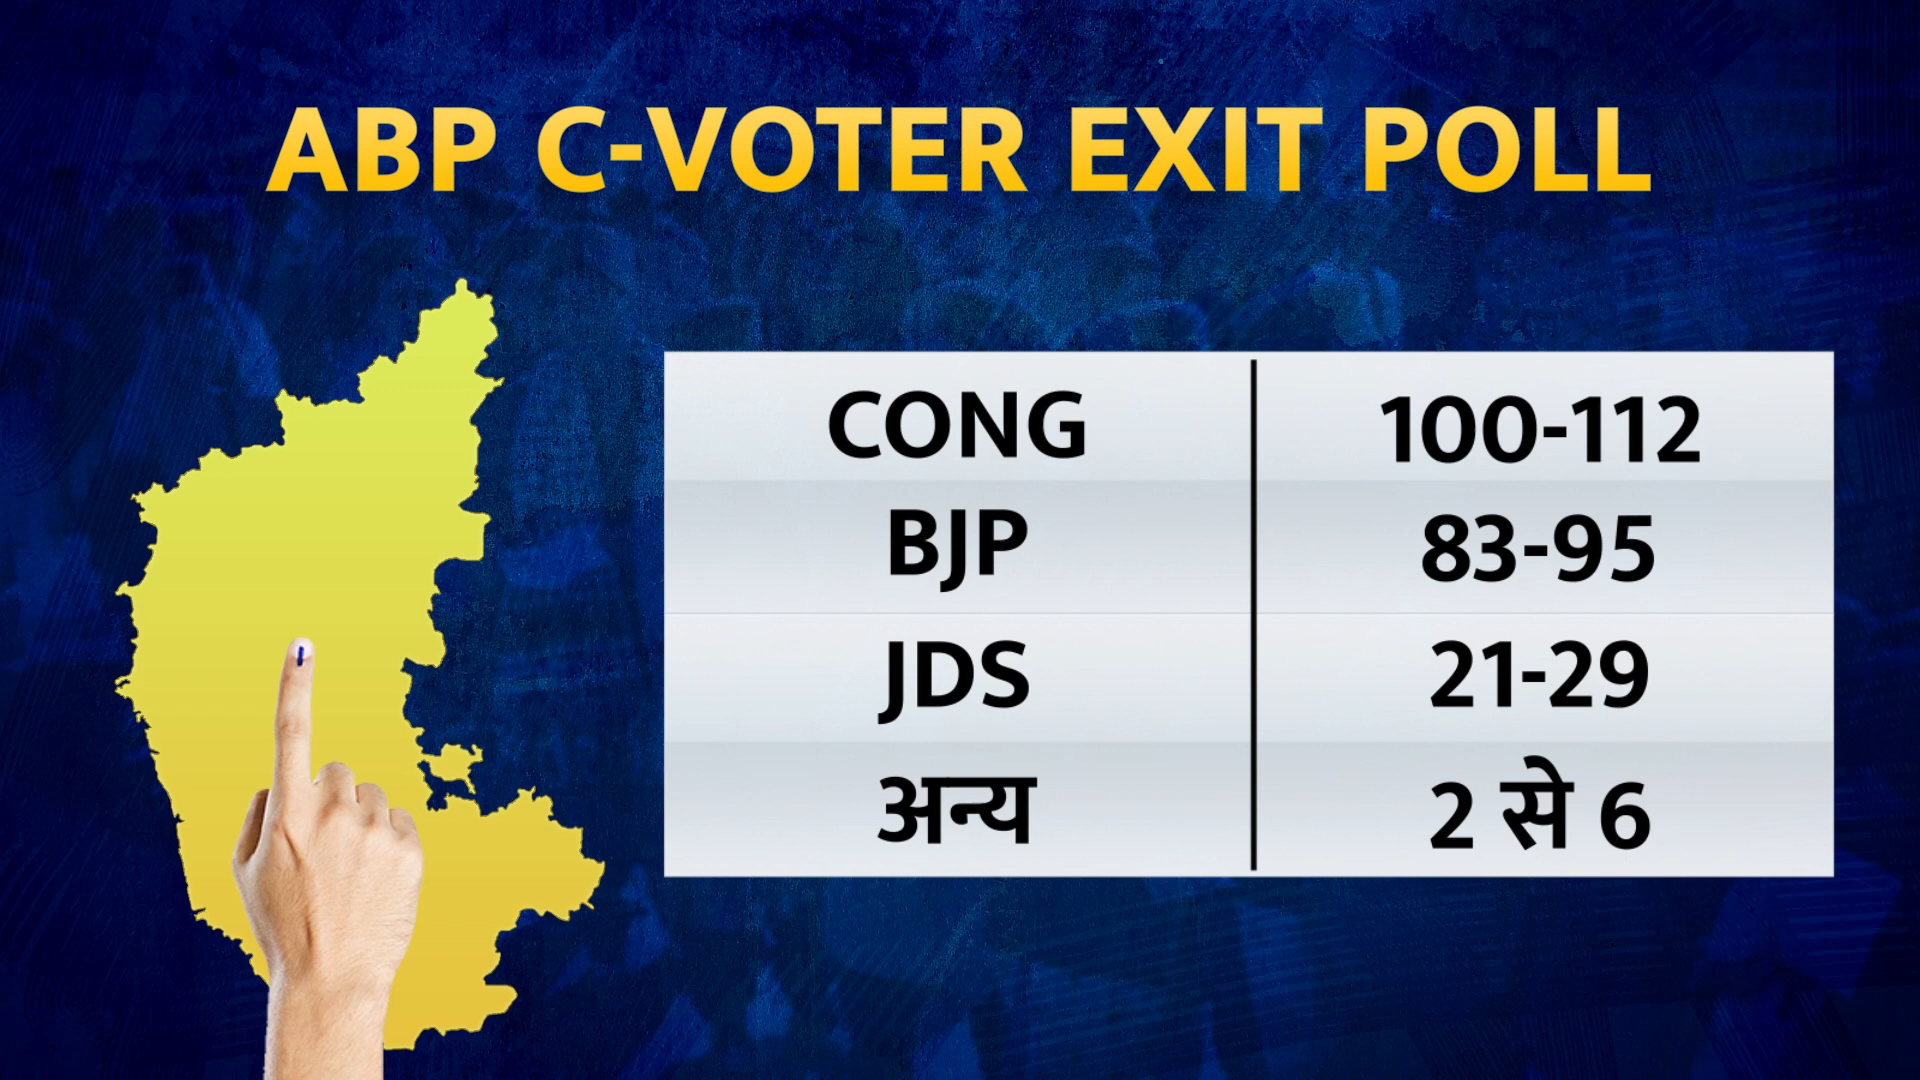 ABP C-VOTER EXIT POLL
CONG 100-112
BJP 83-95
JDS 21-29
अन्य 2 से 6